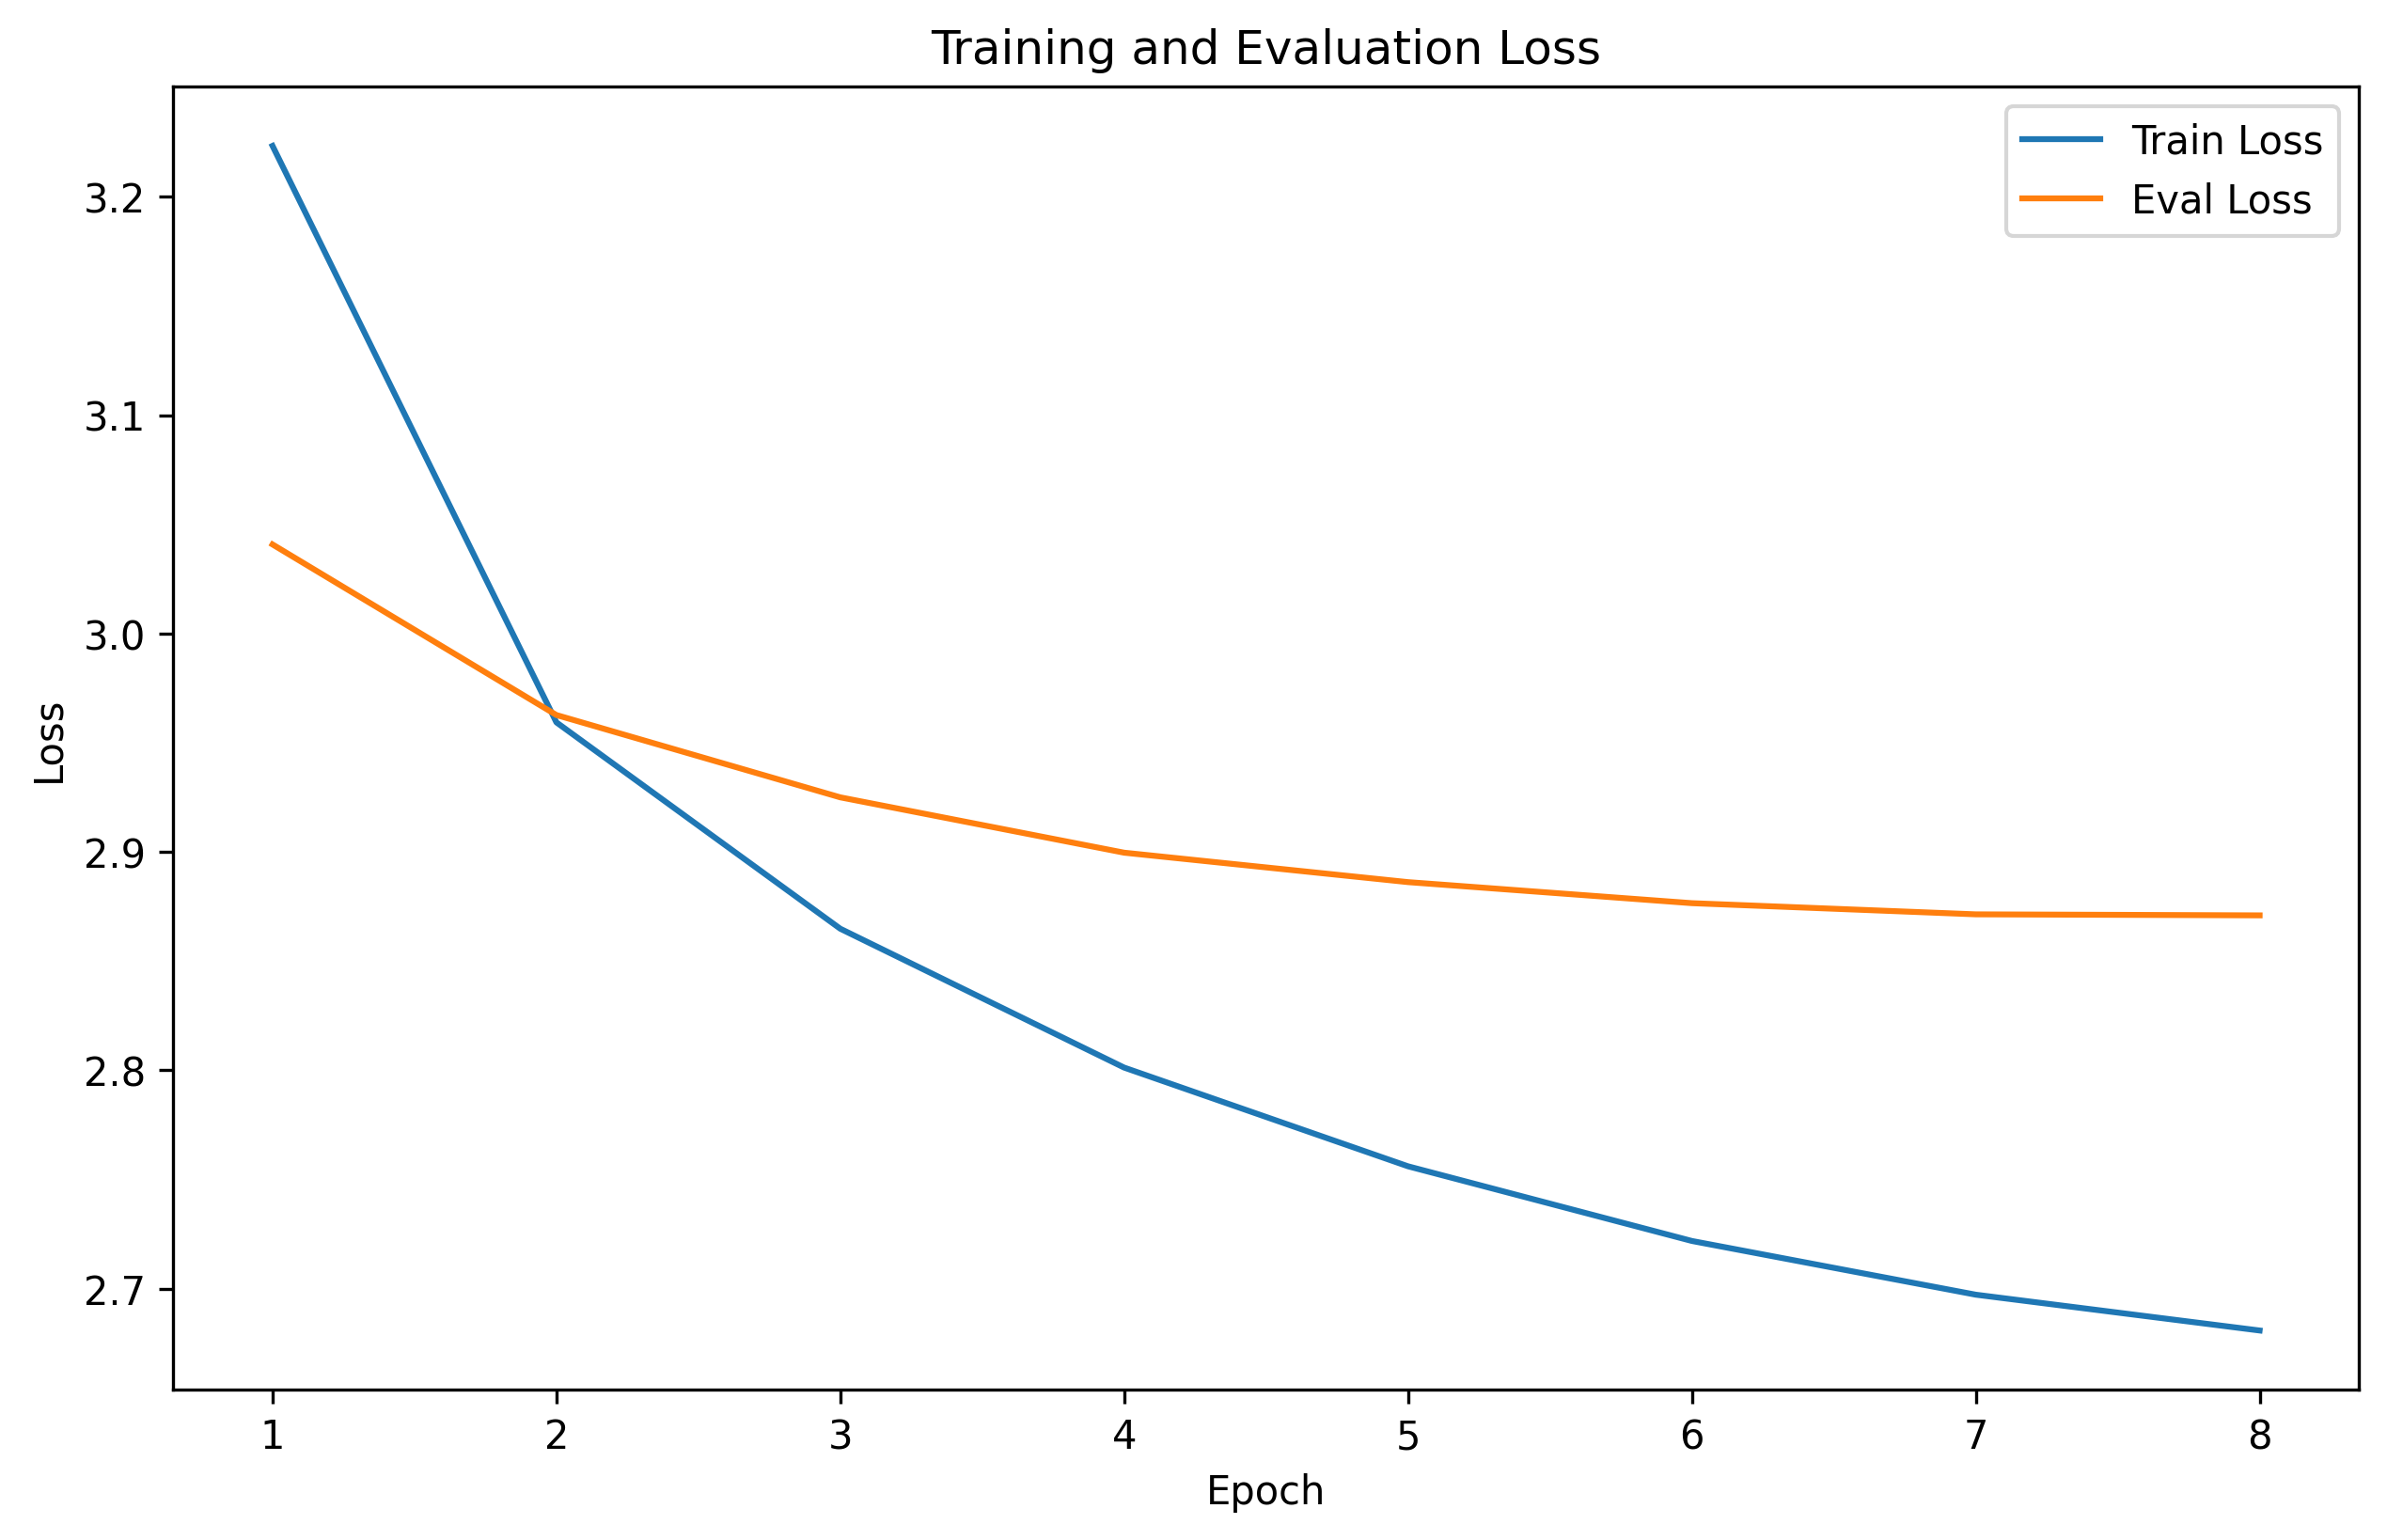 Training and Evaluation Loss
Train Loss
Eval Loss
3.2
3.1
3.0
2.9
2.8
2.7
Loss
1 2 3 4 5 6 7 8
Epoch